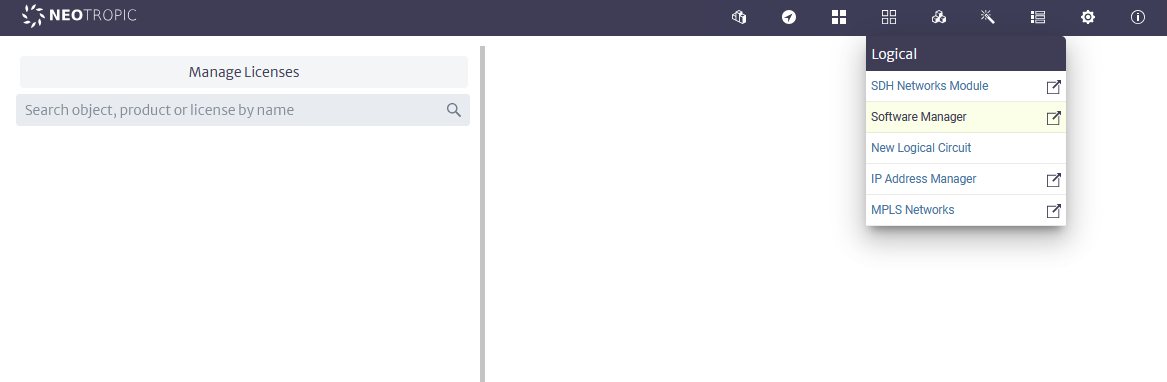 NEOTROPIC
Logical
Manage Licenses
Search object, product or license by name
SDH Networks Module
Software Manager
New Logical Circuit
IP Address Manager
MPLS Networks